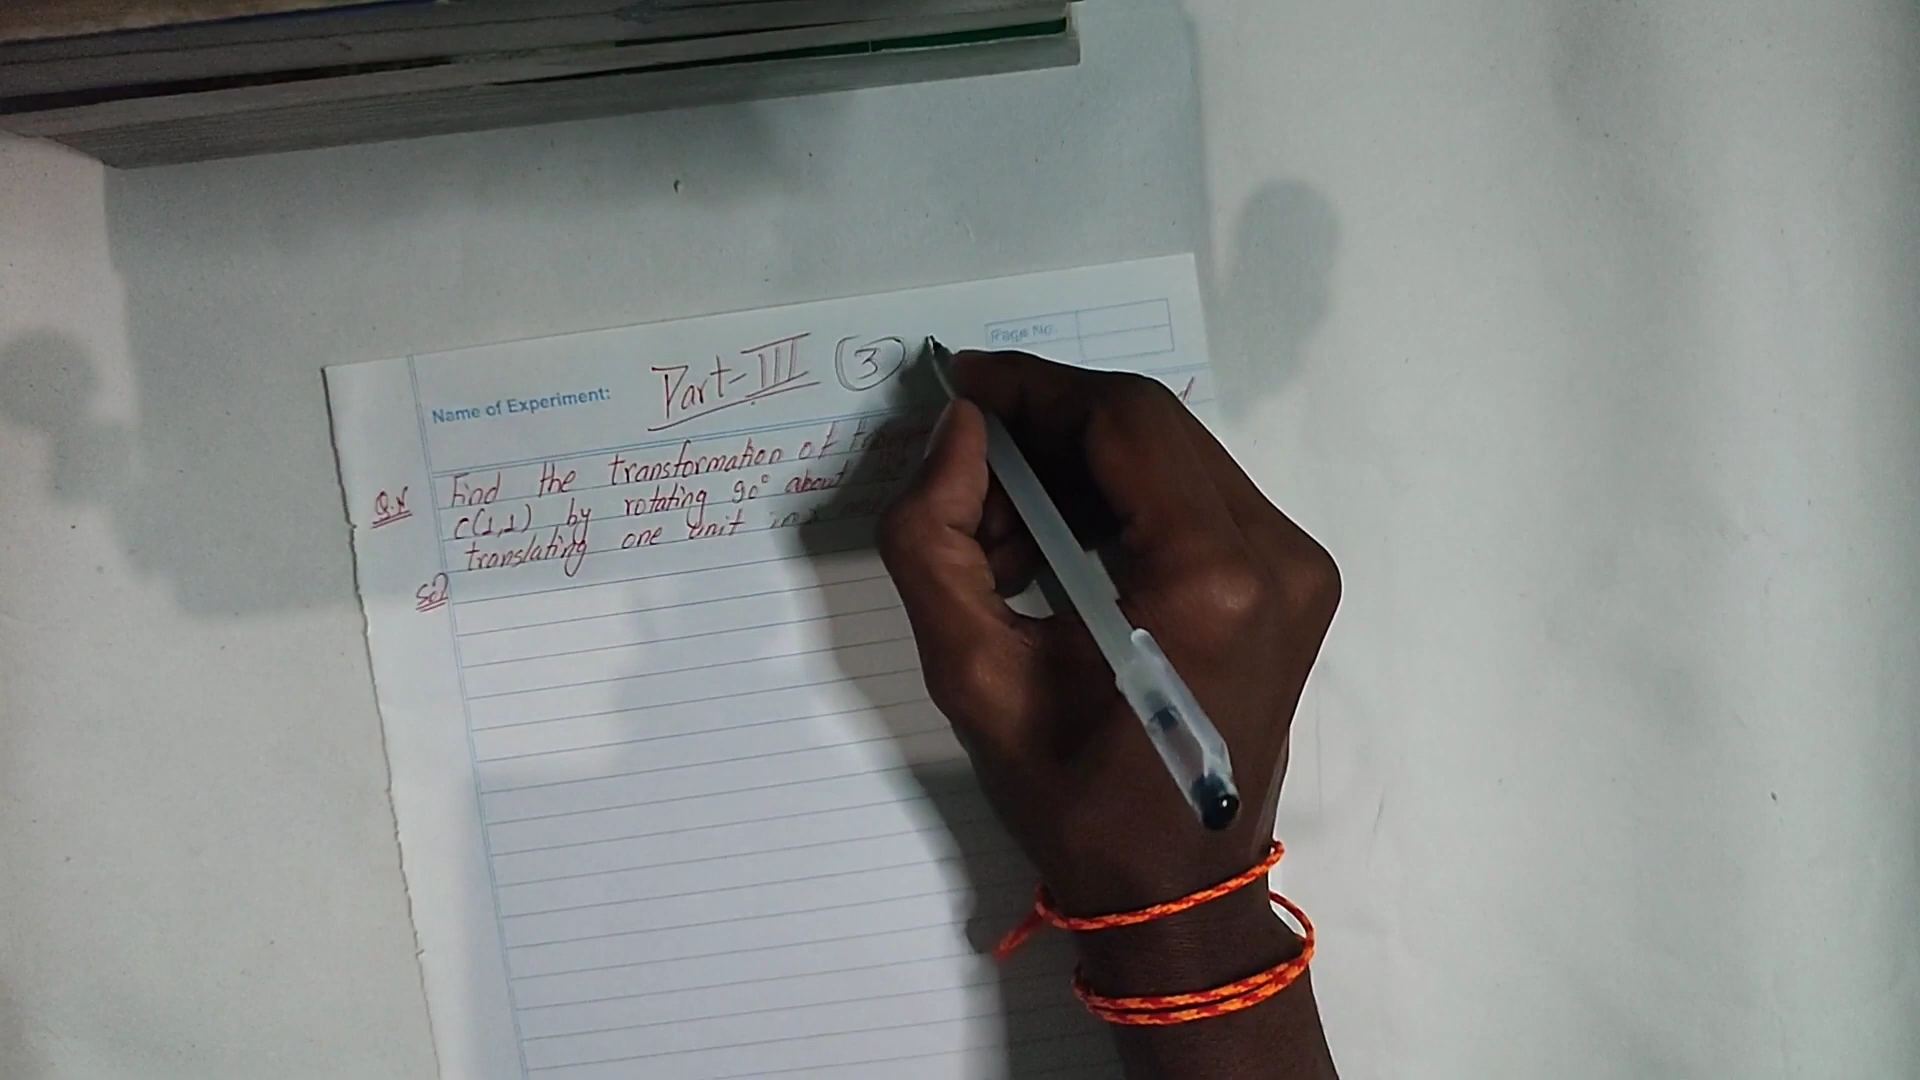 Page No.
Name of Experiment: Part-III 3
Q.4 Find the transformation of
C(1,1) by rotating 90° about
translating one unit in
Sol